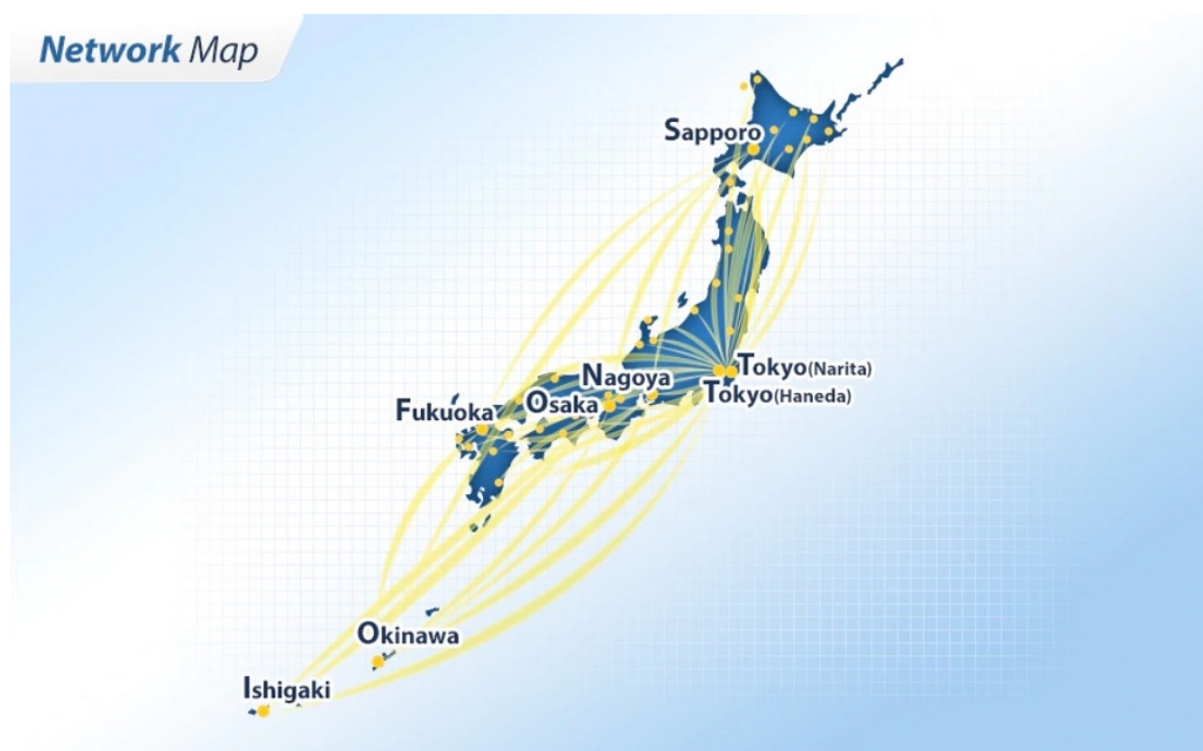 Network Map
Sapporo
Tokyo(Narita)
Nagoya
Tokyo(Haneda)
Osaka
Fukuoka
Okinawa
Ishigaki